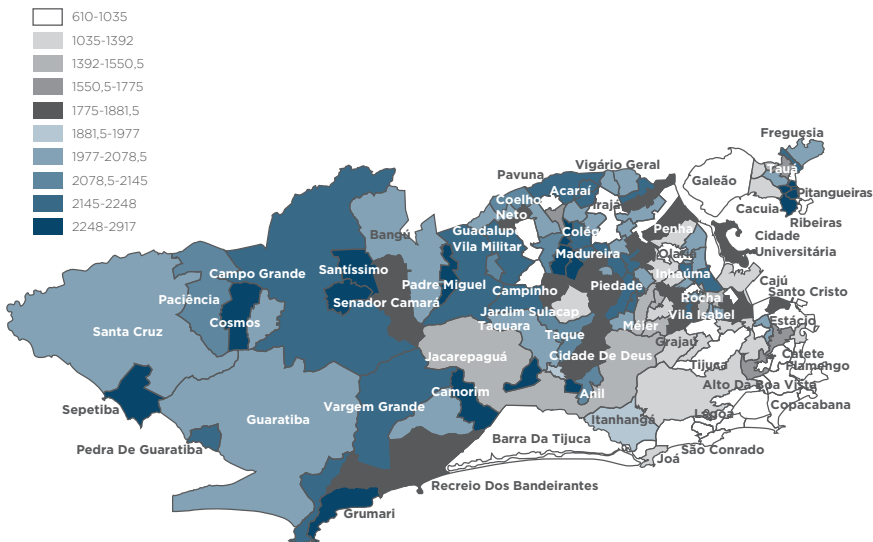 610-1035
1035-1392
1392-1550,5
1550,5-1775
1775-1881,5
1881,5-1977
1977-2078,5
2078,5-2145
2145-2248
2248-2917
Freguesia
Vigário Geral
Pavuna
Tauá
Galeão
Acaraí
Pitangueiras
Coelho
Neto
Irajá
Cacuia
Ribeiras
Bangú
Guadalup
Colég
Penha
Cidade
Universitária
Vila Militar
Madureira
Olaria
Santíssimo
Campo Grande
Inhaúma
Cajú
Padre Miguel
Piedade
Santo Cristo
Paciência
Senador Camará
Campinho
Rocha
Cosmos
Jardim Sulacap
Vila Isabel
Estácio
Santa Cruz
Taquara
Méier
Taque
Grajaú
Catete
Jacarepaguá
Cidade De Deus
Tijuca
Flamengo
Alto Da Boa Vista
Camorim
Anil
Sepetiba
Vargem Grande
Copacabana
Guaratiba
Itanhangá
Lagoa
Pedra De Guaratiba
Barra Da Tijuca
São Conrado
Joá
Recreio Dos Bandeirantes
Grumari